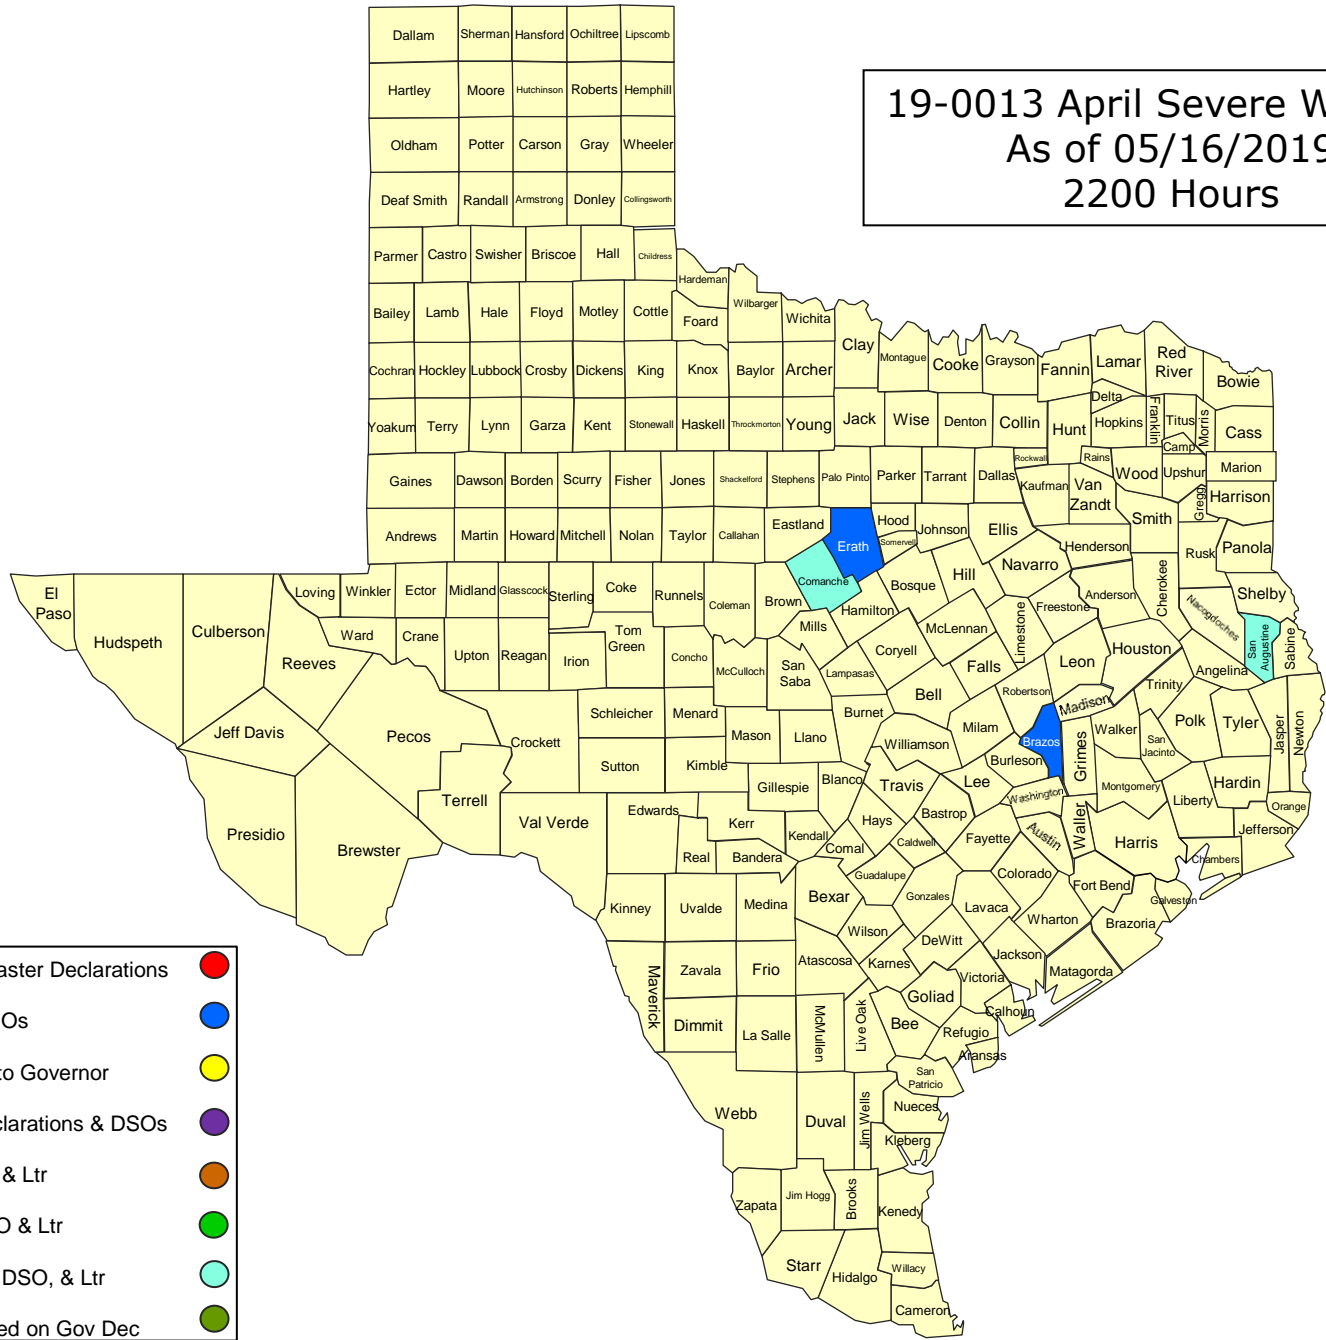 Dallam Sherman Hansford Ochiltree Lipscomb
Hartley Moore Hutchinson Roberts Hemphill
19-0013 April Severe W
As of 05/16/2019
2200 Hours
Oldham Potter Carson Gray Wheeler
Deaf Smith Randall Armstrong Donley Collingsworth
Parmer Castro Swisher Briscoe Hall Childress
Hardeman
Bailey Lamb Hale Floyd Motley Cottle Foard Wilbarger Wichita
Clay Montague Cooke Grayson Fannin Lamar Red
River
Bowie
Cochran Hockley Lubbock Crosby Dickens King Knox Baylor Archer
Delta
Yoakum Terry Lynn Garza Kent Stonewall Haskell Throckmorton Young Jack Wise Denton Collin Hunt Hopkins Franklin Titus Morris Cass
Camp
Rockwall Rains
Gaines Dawson Borden Scurry Fisher Jones Shackelford Stephens Palo Pinto Parker Tarrant Dallas Kaufman Van
Zandt
Wood Upshur Marion
Gregg Harrison
Andrews Martin Howard Mitchell Nolan Taylor Callahan Eastland Erath Hood Somervell Johnson Ellis Henderson Smith Rusk Panola
El
Paso
Hudspeth Culberson Loving Winkler Ector Midland Glasscock Sterling Coke Runnels Coleman Brown Comanche Hamilton Bosque Hill Navarro Freestone Anderson Cherokee Nacogdoches Shelby
Reeves Ward Crane Upton Reagan Irion Tom
Green
Concho McCulloch San
Saba
Mills Lampasas Coryell McLennan Limestone Falls Leon Houston Angelina San
Augustine
Sabine
Jeff Davis Pecos Crockett Schleicher Menard Mason Llano Burnet Bell Milam Robertson Madison Trinity
Brazos Grimes Walker San
Jacinto
Polk Tyler Jasper Newton
Terrell Sutton Kimble Gillespie Blanco Williamson Travis Lee Burleson Washington Montgomery Liberty Hardin Orange
Presidio Brewster Val Verde Edwards Kerr Kendall Hays Comal Caldwell Bastrop Fayette Austin Waller Harris Chambers Jefferson
Real Bandera Guadalupe Gonzales Colorado Fort Bend Galveston
Kinney Uvalde Medina Bexar Wilson Lavaca Wharton Brazoria
Maverick Zavala Frio Atascosa Karnes DeWitt Jackson Matagorda
Dimmit La Salle McMullen Live Oak Bee Goliad Victoria Calhoun
Refugio
Aransas
San
Patricio
Webb Duval Jim Wells Nueces
Kleberg
Zapata Jim Hogg Brooks Kenedy
Starr Hidalgo Willacy
Cameron
aster Declarations
Os
to Governor
clarations & DSOs
& Ltr
O & Ltr
DSO, & Ltr
ed on Gov Dec